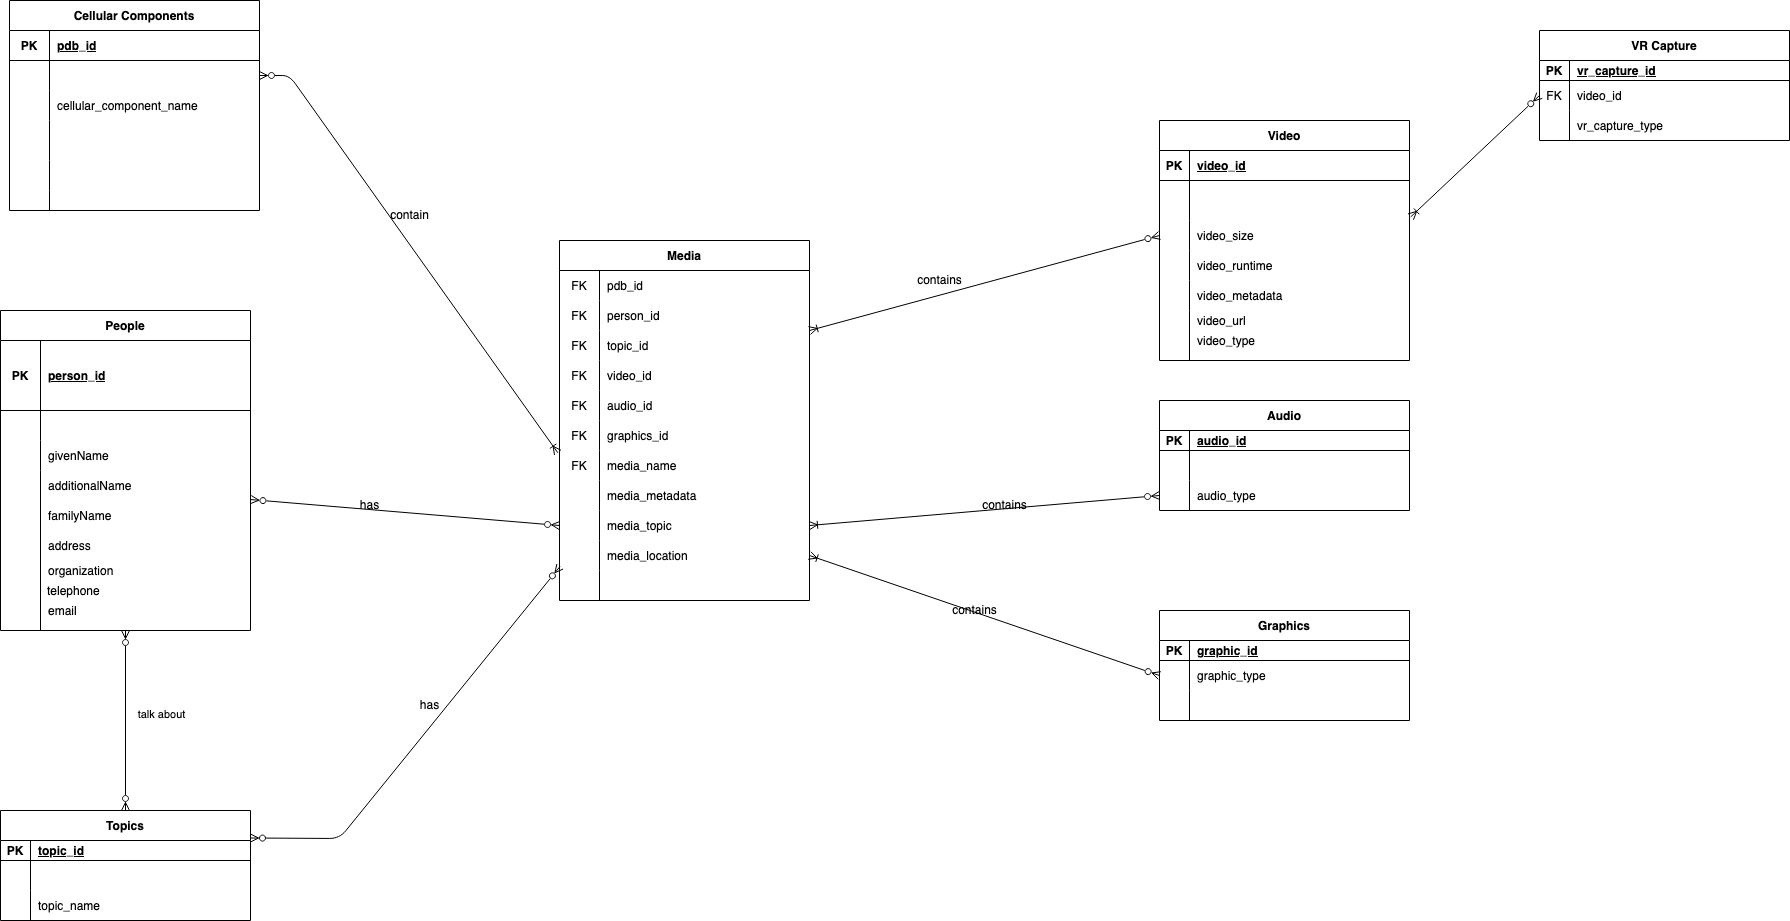 Cellular Components
PK pdb_id
cellular_component_name
contain
People
PK person_id
givenName
additionalName
familyName
address
organization
telephone
email
has
talk about
Topics
PK topic_id
topic_name
has
Media
FK pdb_id
FK person_id
FK topic_id
FK video_id
FK audio_id
FK graphics_id
FK media_name
media_metadata
media_topic
media_location
contains
contains
contains
Video
PK video_id
video_size
video_runtime
video_metadata
video_url
video_type
Audio
PK audio_id
audio_type
Graphics
PK graphic_id
graphic_type
VR Capture
PK vr_capture_id
FK video_id
vr_capture_type